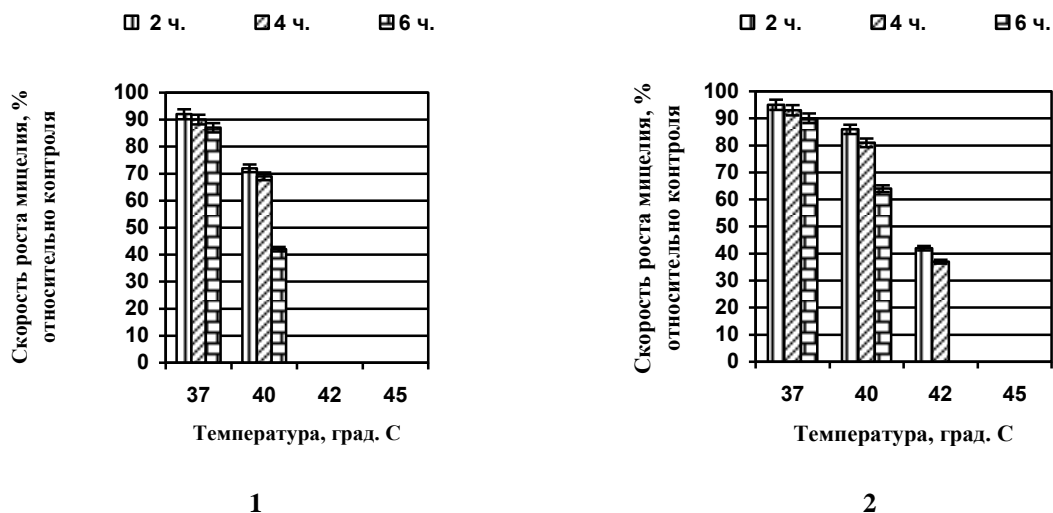 2 ч. 4 ч. 6 ч.
Скорость роста мицелия, %
относительно контроля
100
90
80
70
60
50
40
30
20
10
0
37 40 42 45
Температура, град. С
1
2 ч. 4 ч. 6 ч.
Скорость роста мицелия, %
относительно контроля
100
90
80
70
60
50
40
30
20
10
0
37 40 42 45
Температура, град. С
2